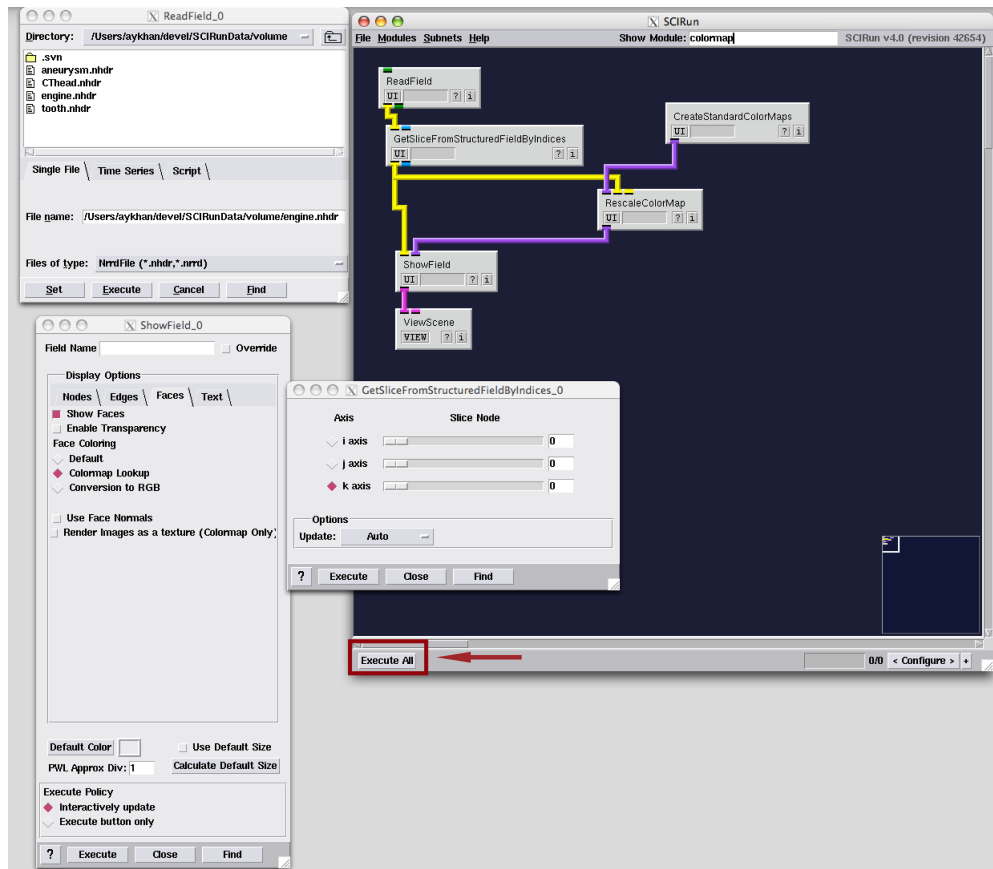 ReadField_0
Directory: /Users/aykhan/devel/SCIRunData/volume
.svn
aneurysm.nhdr
CThead.nhdr
engine.nhdr
tooth.nhdr
Single File Time Series Script
File name: /Users/aykhan/devel/SCIRunData/volume/engine.nhdr
Files of type: NrrdFile (*.nhdr,*.nrrd)
Set Execute Cancel Find
SCIRun
File Modules Subnets Help Show Module: colormap SCIRun v4.0 (revision 42654)
ReadField
UI ? i
CreateStandardColorMaps
UI ? i
GetSliceFromStructuredFieldByIndices
UI ? i
RescaleColorMap
UI ? i
ShowField
UI ? i
ViewScene
VIEW ? i
Execute All
0/0 < Configure > +
ShowField_0
Field Name Override
Display Options
Nodes Edges Faces Text
Show Faces
Enable Transparency
Face Coloring
Default
Colormap Lookup
Conversion to RGB
Use Face Normals
Render Images as a texture (Colormap Only)
Default Color Use Default Size
PWL Approx Div: 1 Calculate Default Size
Execute Policy
Interactively update
Execute button only
? Execute Close Find
GetSliceFromStructuredFieldByIndices_0
Axis Slice Node
i axis 0
j axis 0
k axis 0
Options
Update: Auto
? Execute Close Find